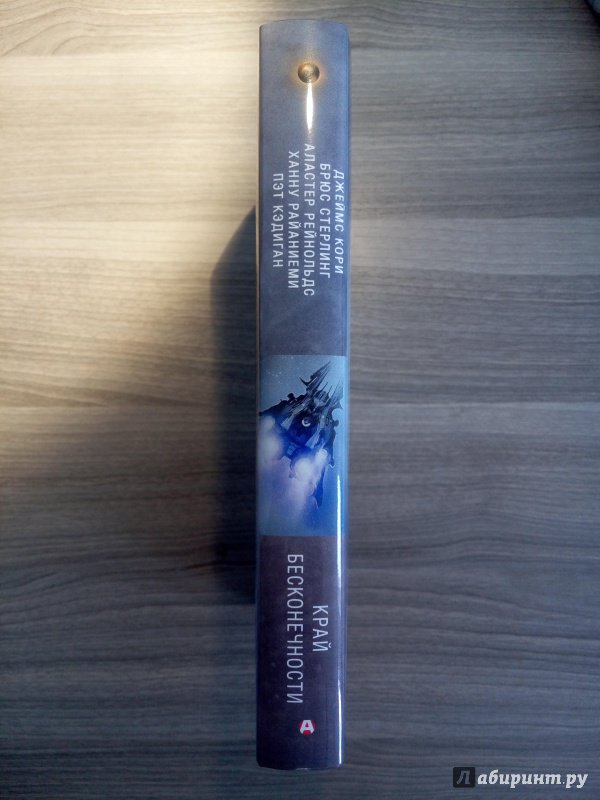 ДЖЕЙМС КОРИ
БРЮС СТЕРЛИНГ
АЛАСТЕР РЕЙНОЛЬДС
ХАННУ РАЙАНИЕМИ
ПЭТ КЭДИГАН
КРАЙ
БЕСКОНЕЧНОСТИ
А
Лабиринт.ру